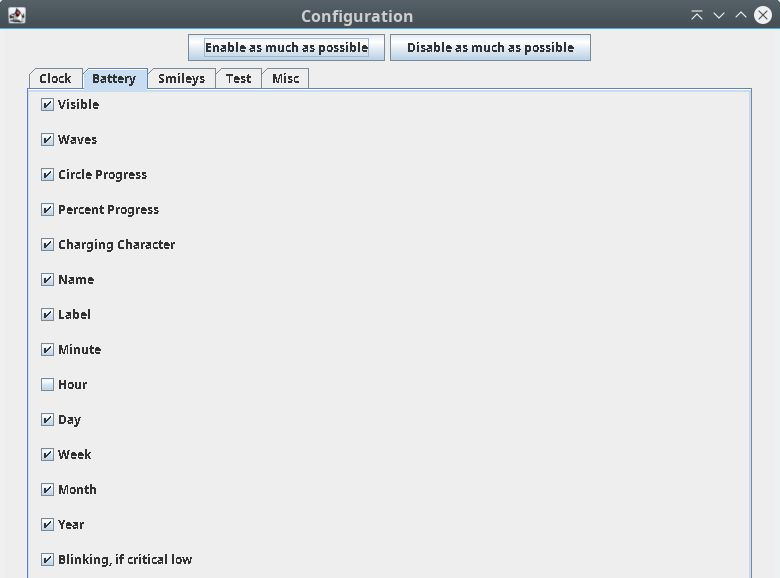 Configuration
Enable as much as possible Disable as much as possible
Clock Battery Smileys Test Misc
Visible
Waves
Circle Progress
Percent Progress
Charging Character
Name
Label
Minute
Hour
Day
Week
Month
Year
Blinking, if critical low